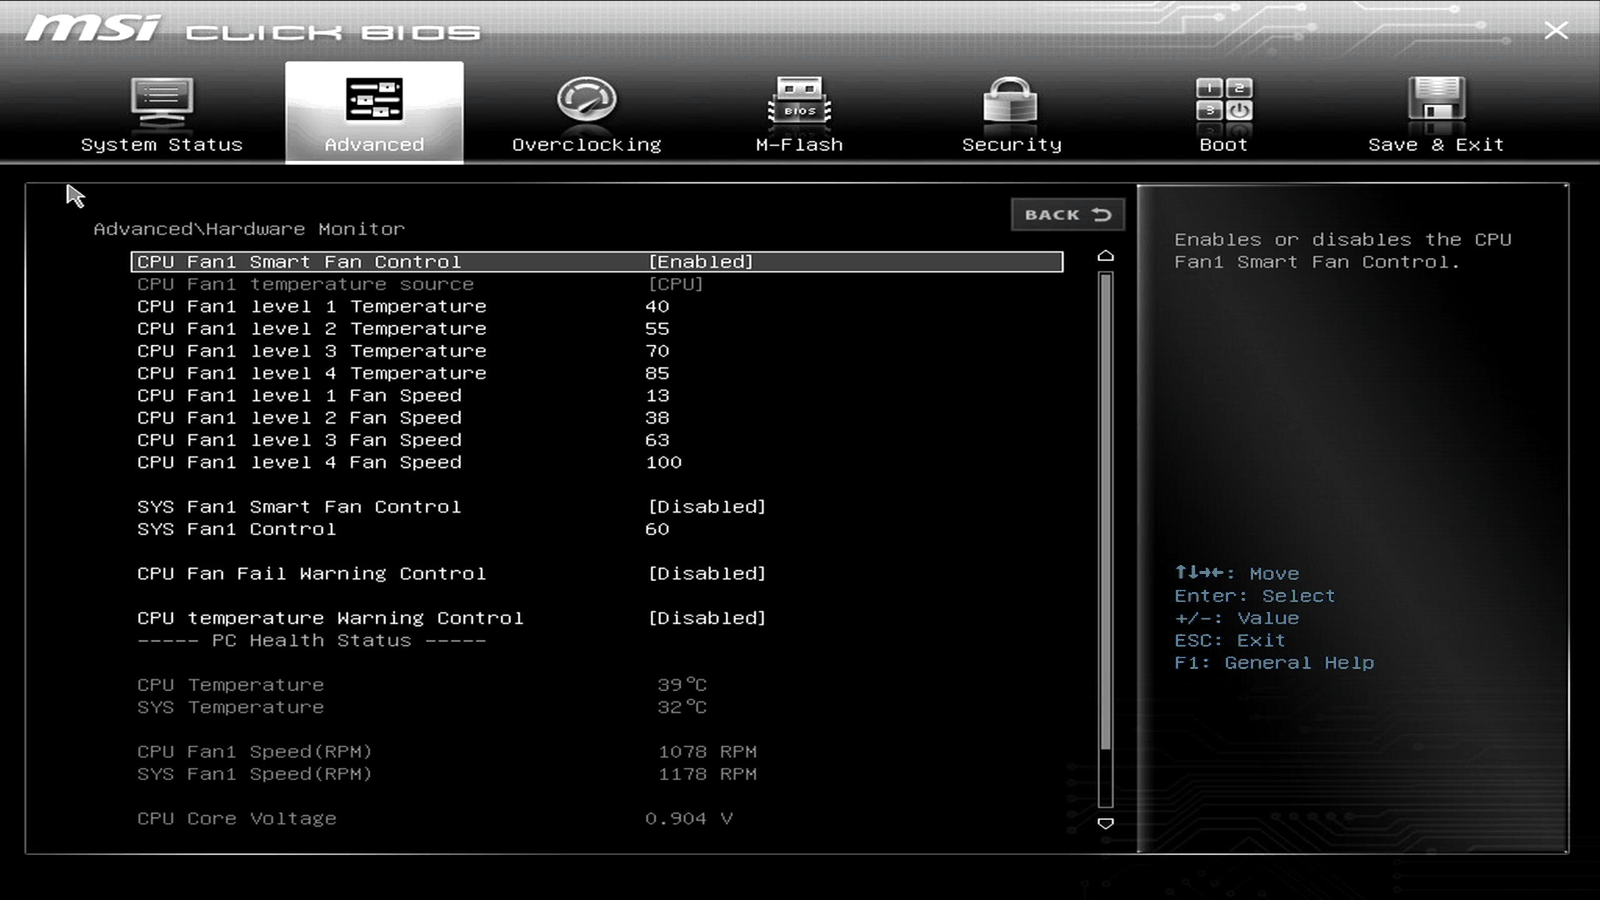 msi CLICK BIOS
System Status
Advanced
Overclocking
BIOS
M-Flash
Security
1 2
3
Boot
Save & Exit
BACK
Advanced\Hardware Monitor
CPU Fan1 Smart Fan Control [Enabled]
CPU Fan1 temperature source [CPU]
CPU Fan1 level 1 Temperature 40
CPU Fan1 level 2 Temperature 55
CPU Fan1 level 3 Temperature 70
CPU Fan1 level 4 Temperature 85
CPU Fan1 level 1 Fan Speed 13
CPU Fan1 level 2 Fan Speed 38
CPU Fan1 level 3 Fan Speed 63
CPU Fan1 level 4 Fan Speed 100
SYS Fan1 Smart Fan Control [Disabled]
SYS Fan1 Control 60
CPU Fan Fail Warning Control [Disabled]
CPU temperature Warning Control [Disabled]
----- PC Health Status -----
CPU Temperature 39°C
SYS Temperature 32°C
CPU Fan1 Speed(RPM) 1078 RPM
SYS Fan1 Speed(RPM) 1178 RPM
CPU Core Voltage 0.904 V
Enables or disables the CPU
Fan1 Smart Fan Control.
↑↓→←: Move
Enter: Select
+/-: Value
ESC: Exit
F1: General Help